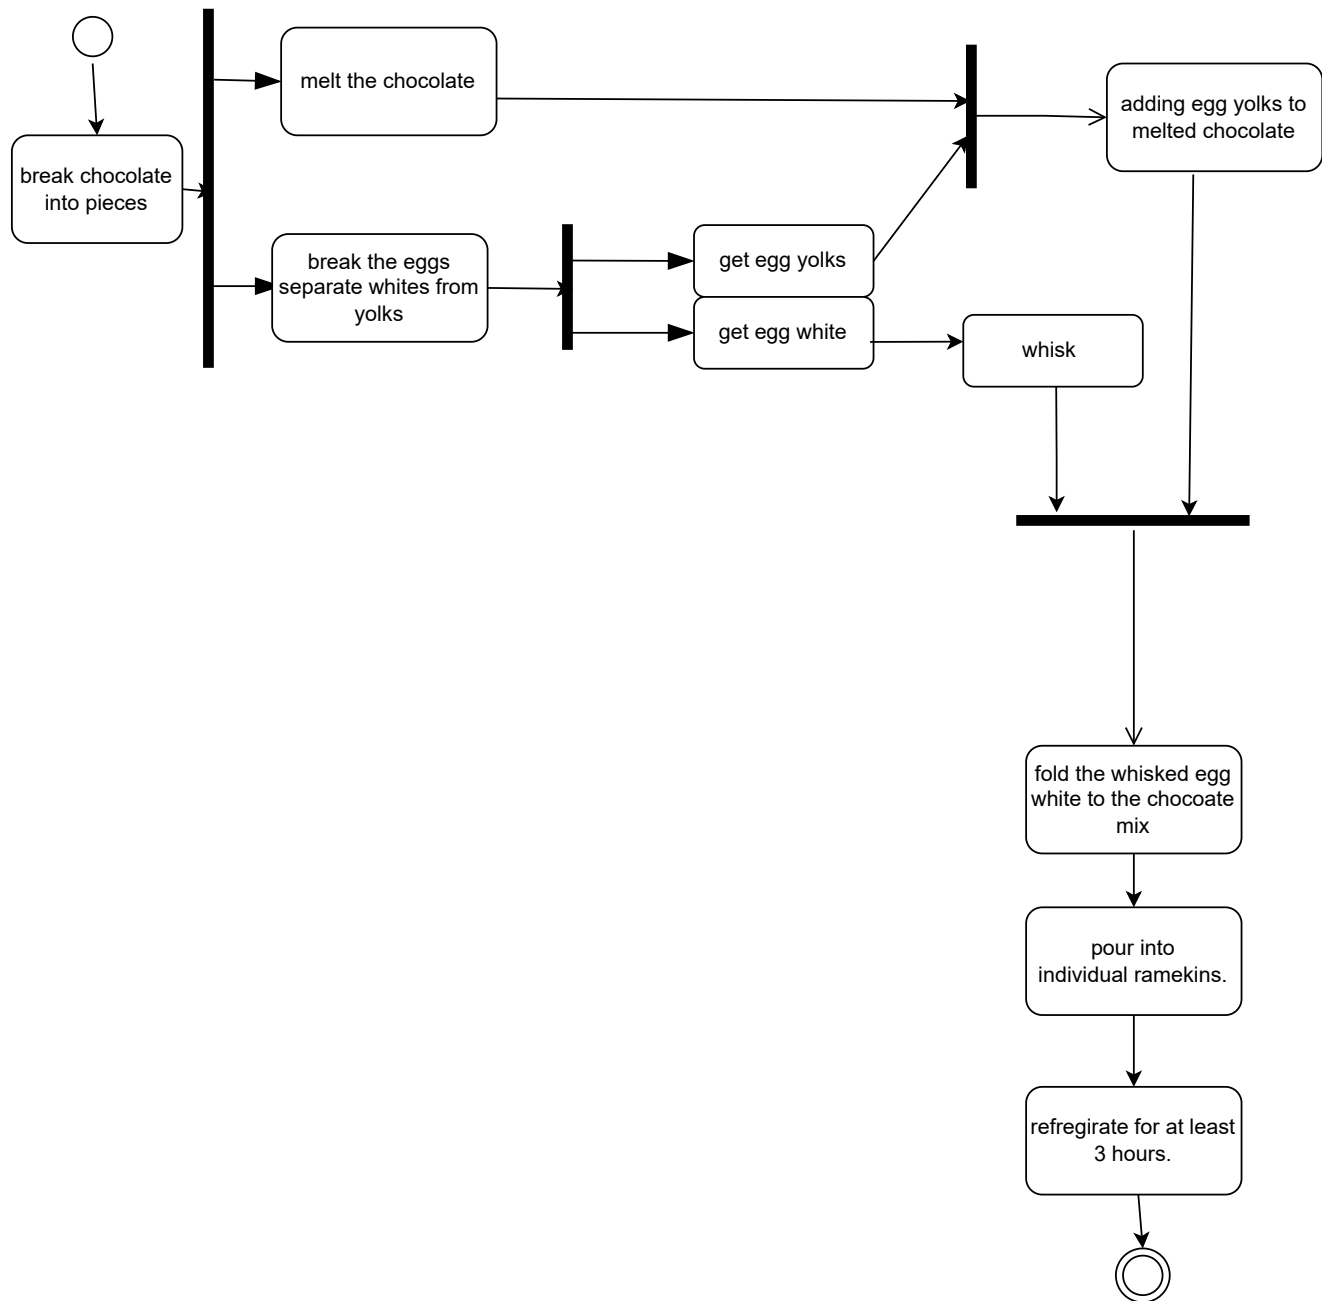 melt the chocolate
adding egg yolks to
melted chocolate
break chocolate
into pieces
break the eggs
separate whites from
yolks
get egg yolks
get egg white
whisk
fold the whisked egg
white to the chocoate
mix
pour into
individual ramekins.
refregirate for at least
3 hours.